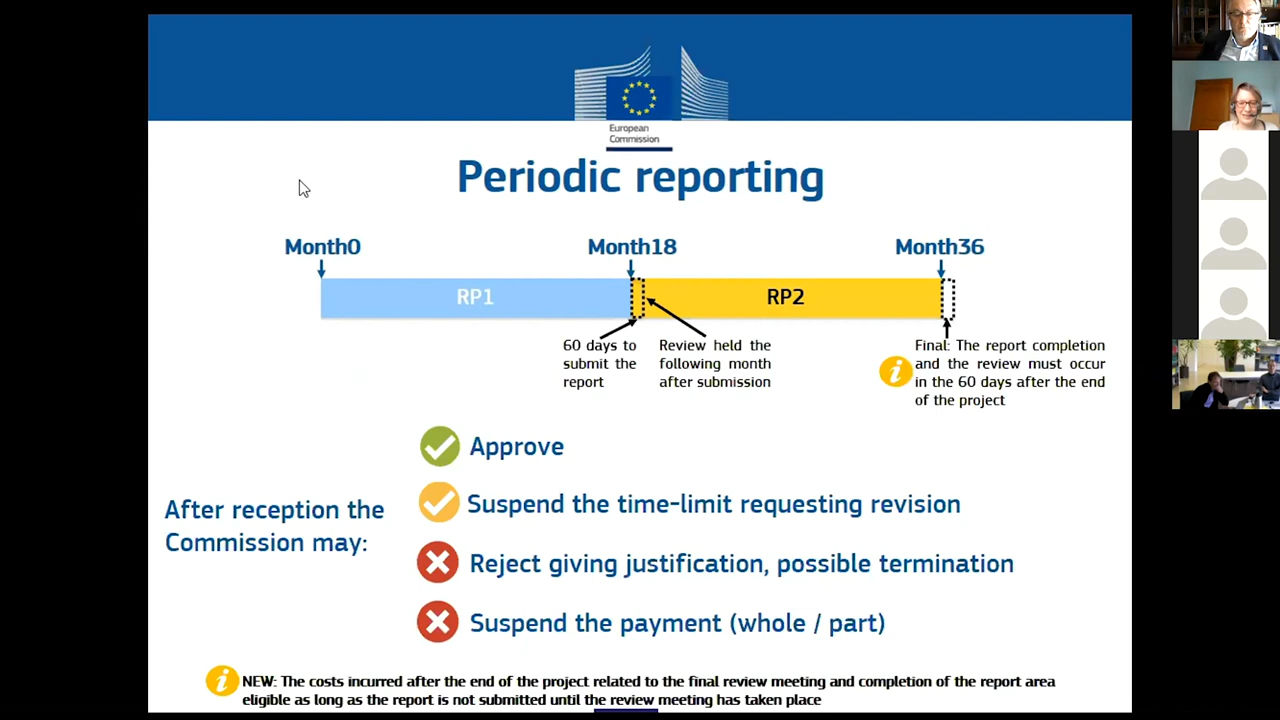 European
Commission
Periodic reporting
Month0
Month18
Month36
RP1
RP2
60 days to
submit the
report
Review held the
following month
after submission
Final: The report completion
and the review must occur
in the 60 days after the end
of the project
i
Approve
Suspend the time-limit requesting revision
After reception the
Commission may:
Reject giving justification, possible termination
Suspend the payment (whole / part)
i
NEW: The costs incurred after the end of the project related to the final review meeting and completion of the report area
eligible as long as the report is not submitted until the review meeting has taken place